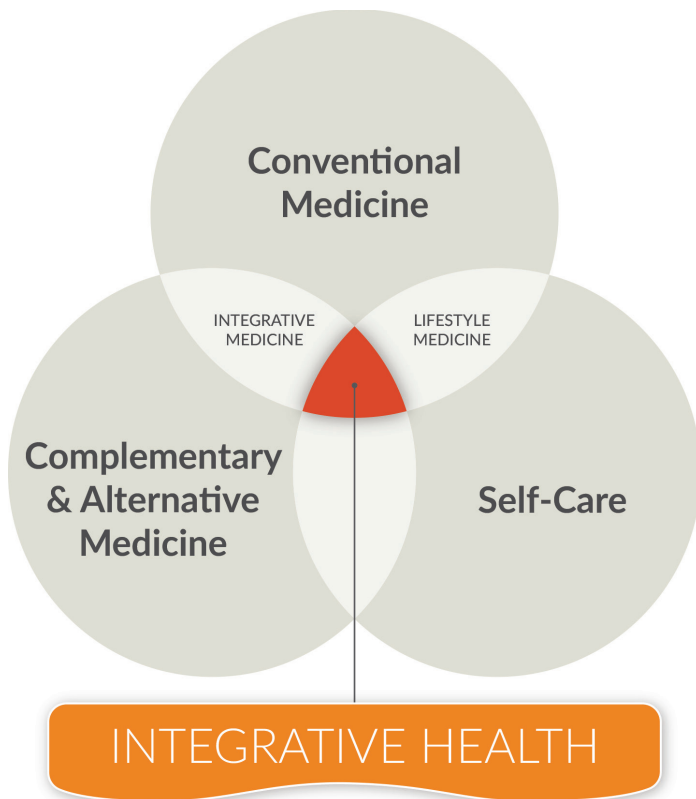 Conventional
Medicine
INTEGRATIVE
MEDICINE
LIFESTYLE
MEDICINE
Complementary
& Alternative
Medicine
Self-Care
INTEGRATIVE HEALTH